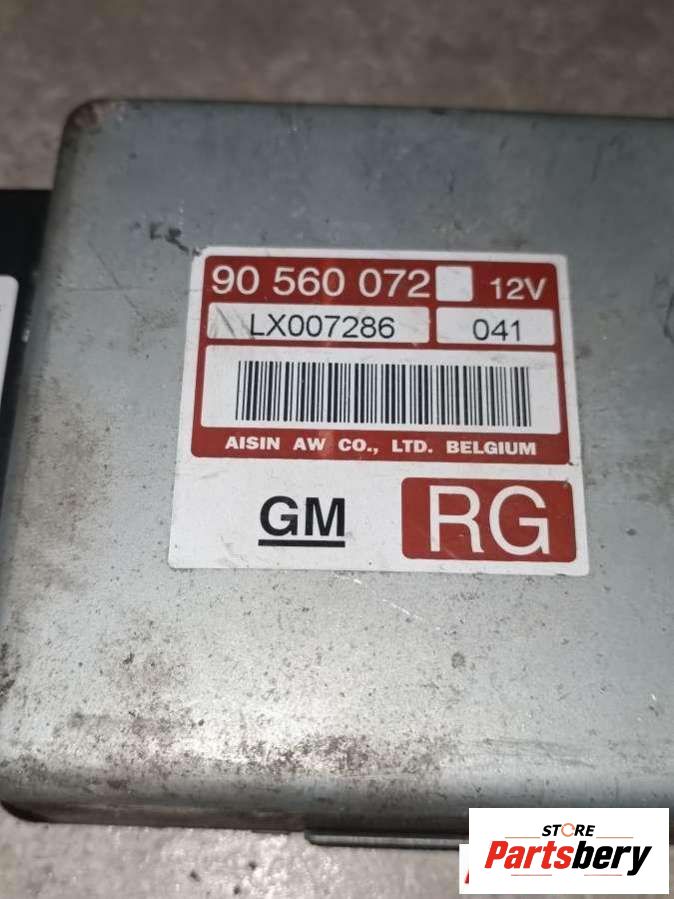 90 560 072 12V
LX007286 041
AISIN AW CO., LTD. BELGIUM
GM RG
STORE
Partsbery